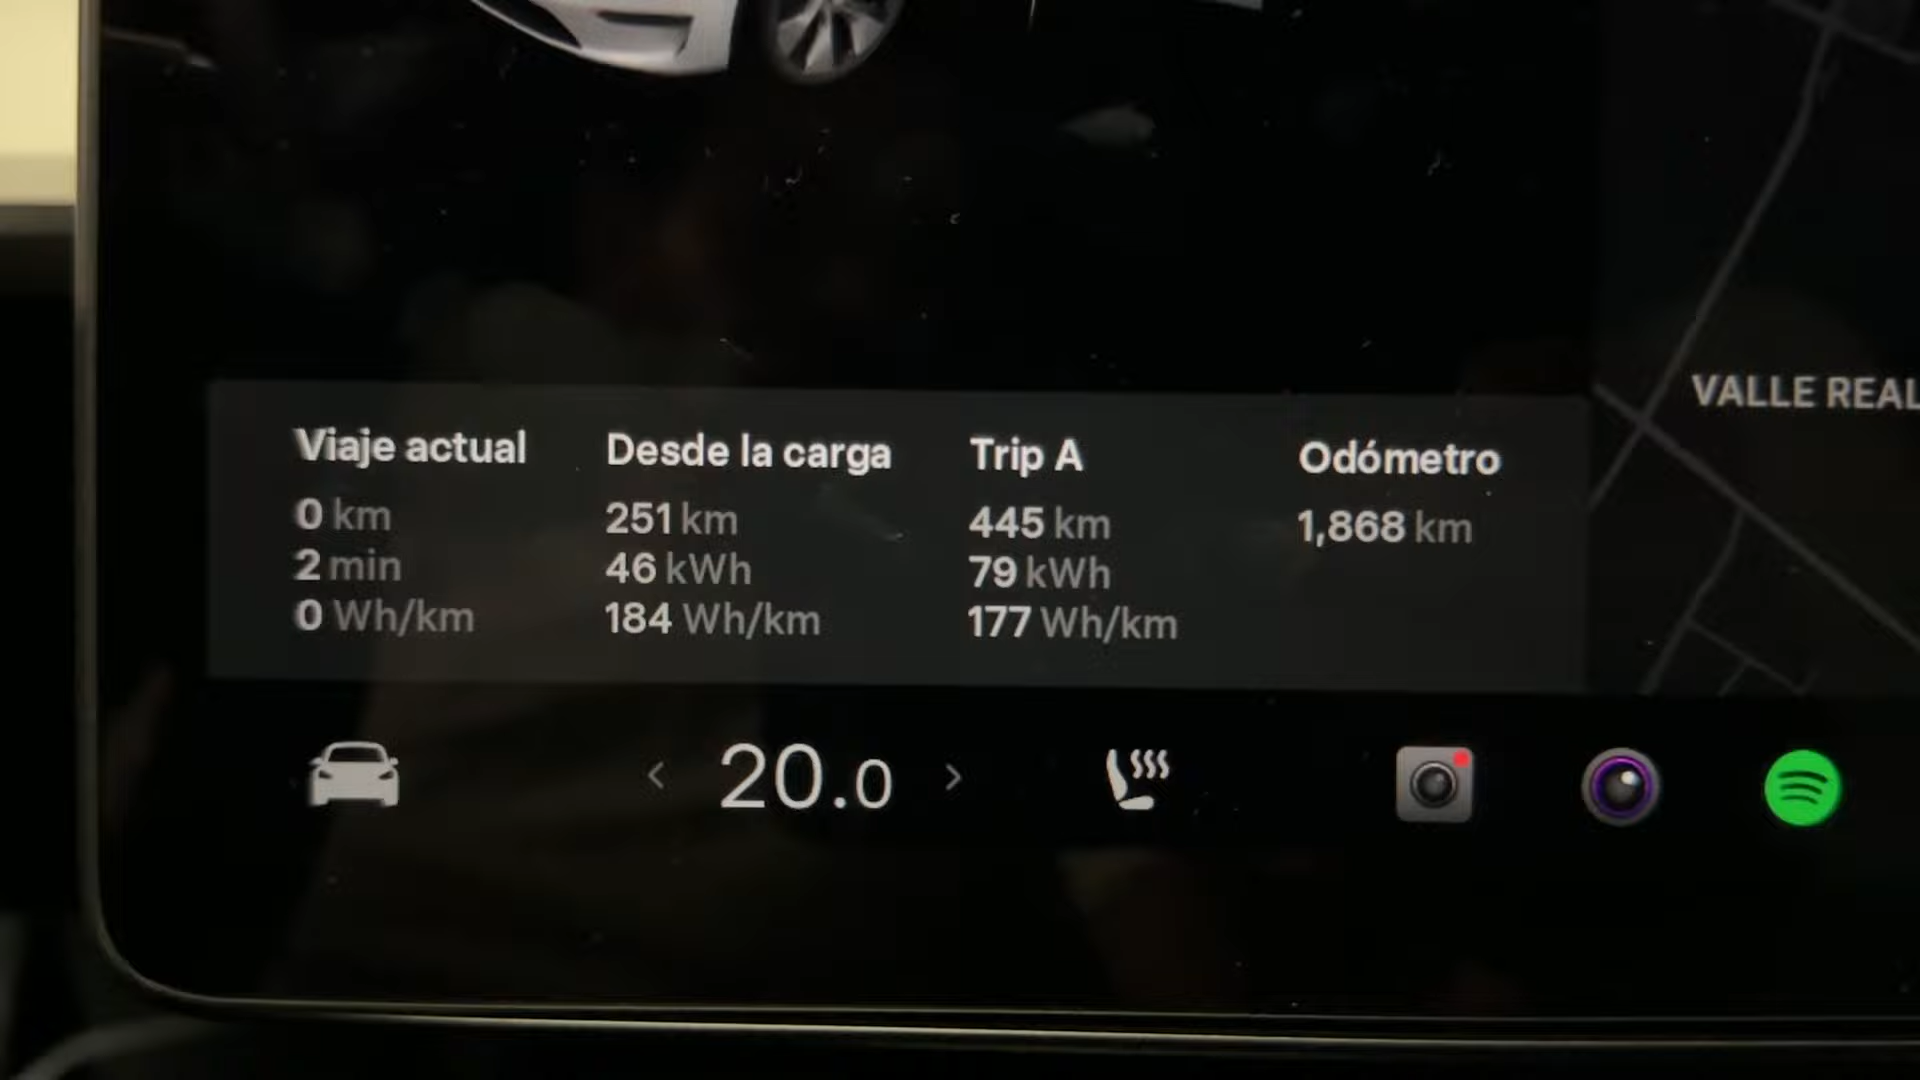 VALLE REAL
Viaje actual
0 km
2 min
0 Wh/km
Desde la carga
251 km
46 kWh
184 Wh/km
Trip A
445 km
79 kWh
177 Wh/km
Odómetro
1,868 km
‹ 20.0 ›